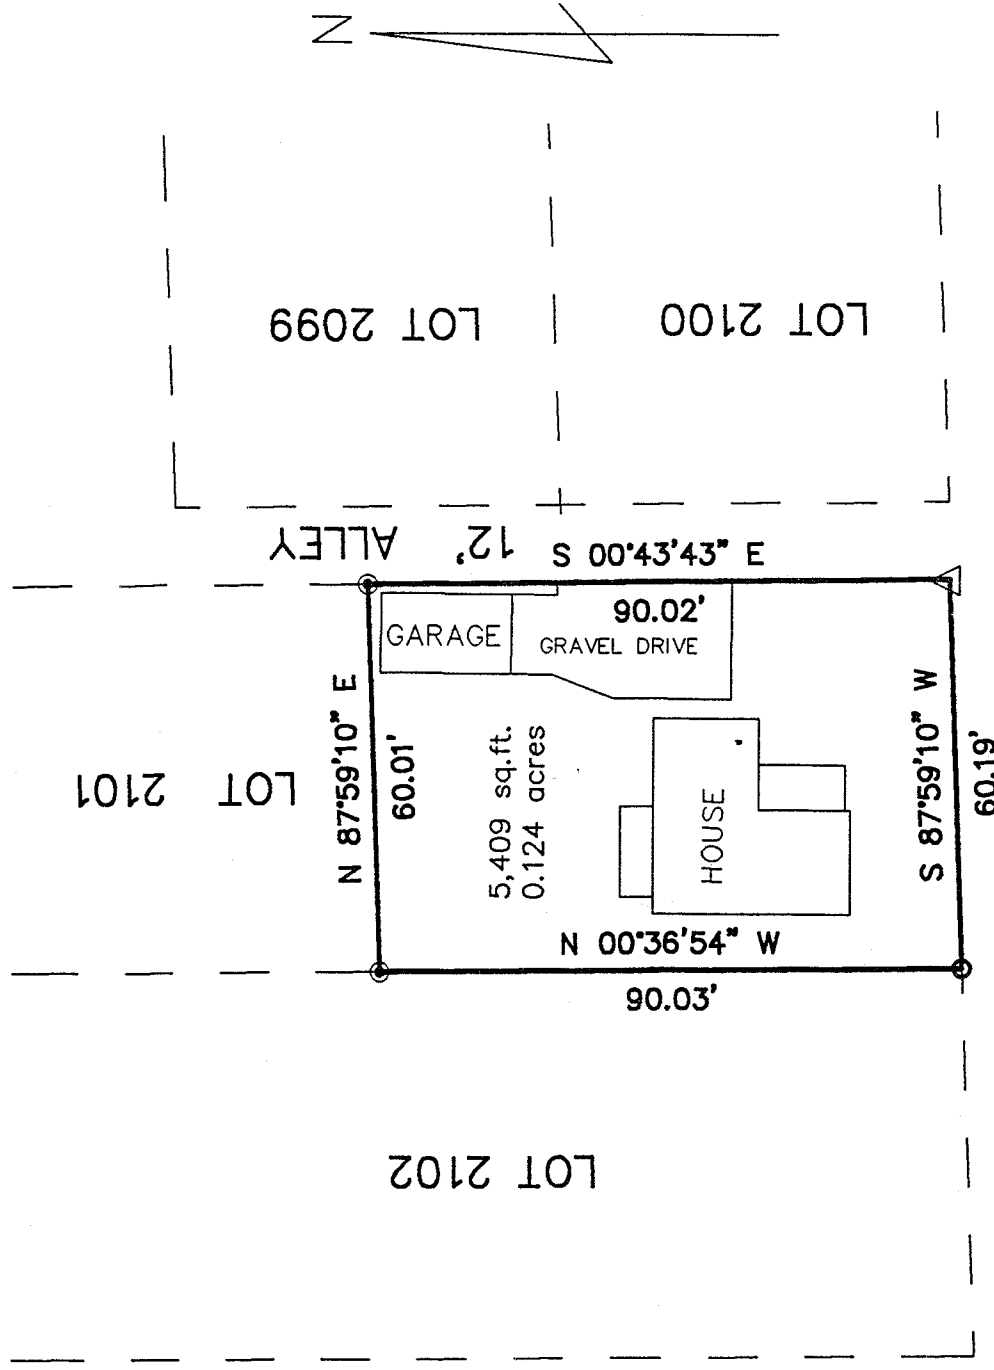 N
LOT 2099
LOT 2100
12' ALLEY
S 00°43'43" E
90.02'
GARAGE
GRAVEL DRIVE
N 87°59'10" E
60.01'
LOT 2101
5,409 sq.ft.
0.124 acres
HOUSE
S 87°59'10" W
60.19'
N 00°36'54" W
90.03'
LOT 2102